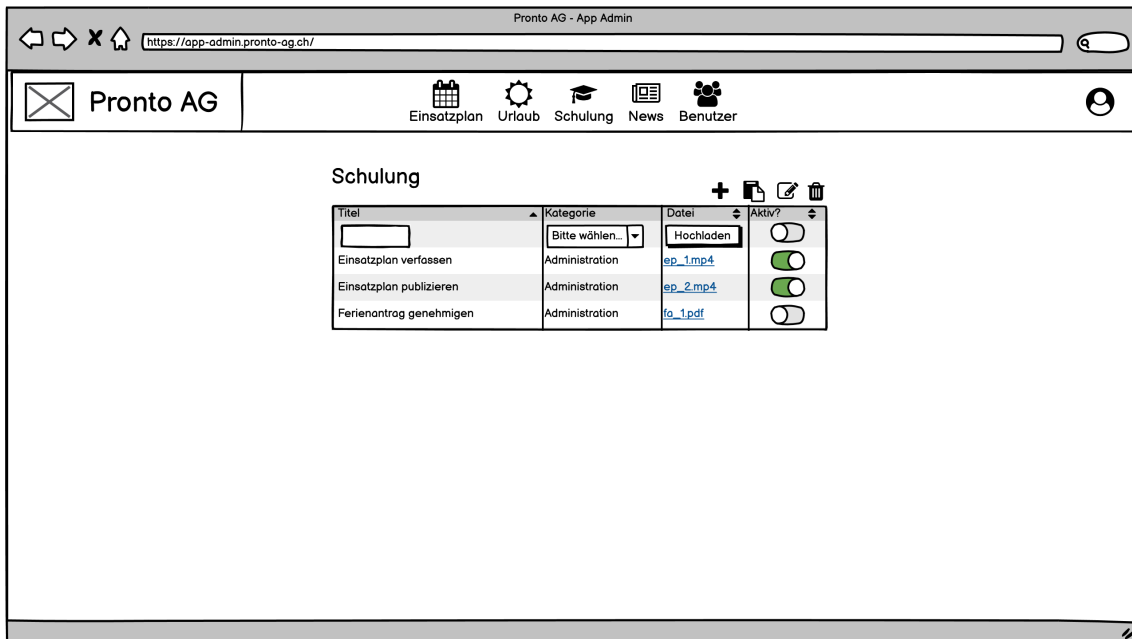 Pronto AG - App Admin
https://app-admin.pronto-ag.ch/
Pronto AG
Einsatzplan Urlaub Schulung News Benutzer
Schulung
Titel Kategorie Datei Aktiv?
Bitte wählen... Hochladen
Einsatzplan verfassen Administration ep_1.mp4
Einsatzplan publizieren Administration ep_2.mp4
Ferienantrag genehmigen Administration fa_1.pdf